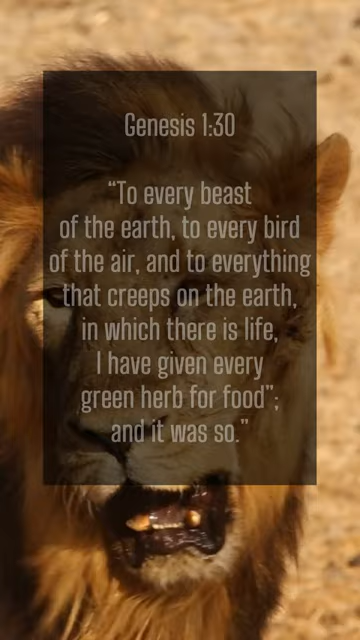 Genesis 1:30
“To every beast
of the earth, to every bird
of the air, and to everything
that creeps on the earth,
in which there is life,
I have given every
green herb for food”;
and it was so.”